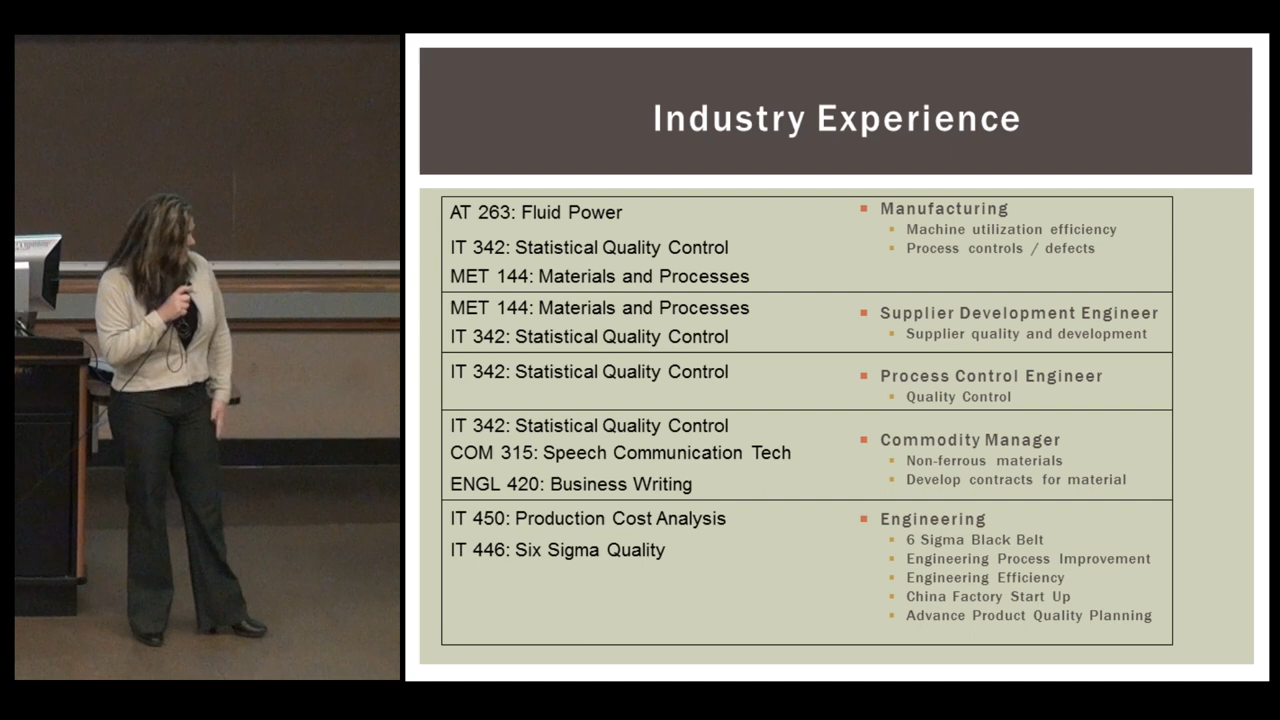 Industry Experience
AT 263: Fluid Power
IT 342: Statistical Quality Control
MET 144: Materials and Processes
Manufacturing
Machine utilization efficiency
Process controls / defects
MET 144: Materials and Processes
IT 342: Statistical Quality Control
Supplier Development Engineer
Supplier quality and development
IT 342: Statistical Quality Control
Process Control Engineer
Quality Control
IT 342: Statistical Quality Control
COM 315: Speech Communication Tech
ENGL 420: Business Writing
Commodity Manager
Non-ferrous materials
Develop contracts for material
IT 450: Production Cost Analysis
IT 446: Six Sigma Quality
Engineering
6 Sigma Black Belt
Engineering Process Improvement
Engineering Efficiency
China Factory Start Up
Advance Product Quality Planning